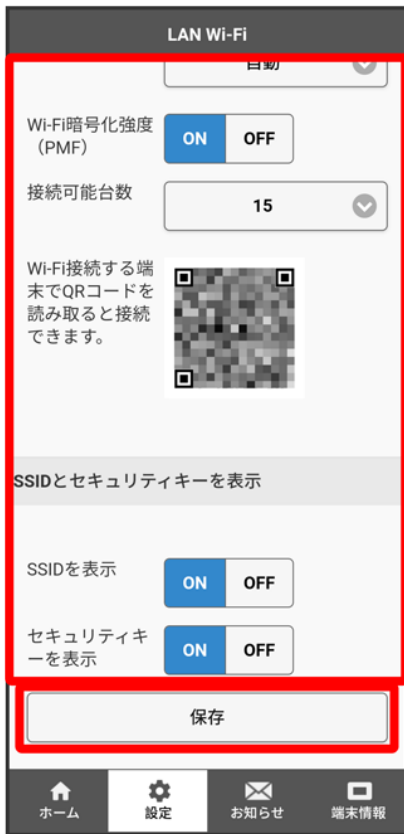 LAN Wi-Fi
自動
Wi-Fi暗号化強度
（PMF）
ON
OFF
接続可能台数
15
Wi-Fi接続する端
末でQRコードを
読み取ると接続
できます。
SSIDとセキュリティキーを表示
SSIDを表示
ON
OFF
セキュリティキ
ーを表示
ON
OFF
保存
ホーム
設定
お知らせ
端末情報